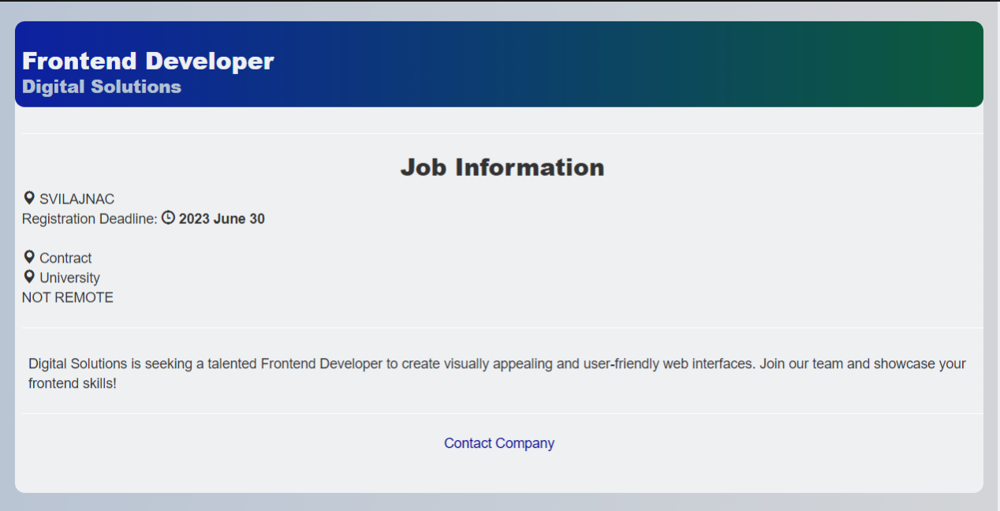 Frontend Developer
Digital Solutions
Job Information
SVILAJNAC
Registration Deadline: 2023 June 30
Contract
University
NOT REMOTE
Digital Solutions is seeking a talented Frontend Developer to create visually appealing and user-friendly web interfaces. Join our team and showcase your
frontend skills!
Contact Company